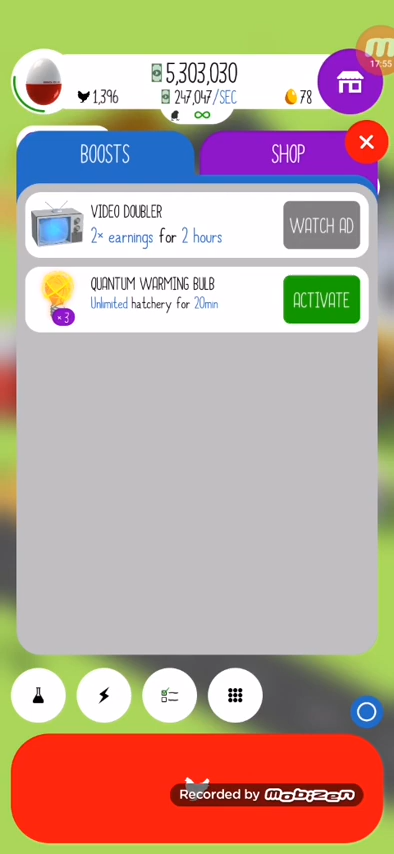 5,303,030
17:55
1,396
247,047/SEC
78
BOOSTS
SHOP
VIDEO DOUBLER
2× earnings for 2 hours
WATCH AD
QUANTUM WARMING BULB
Unlimited hatchery for 20min
ACTIVATE
×3
Recorded by mobizen